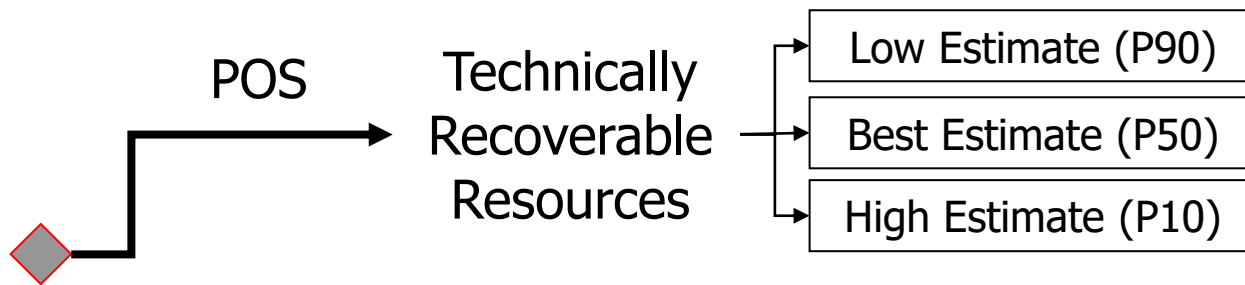 POS
Technically
Recoverable
Resources
Low Estimate (P90)
Best Estimate (P50)
High Estimate (P10)